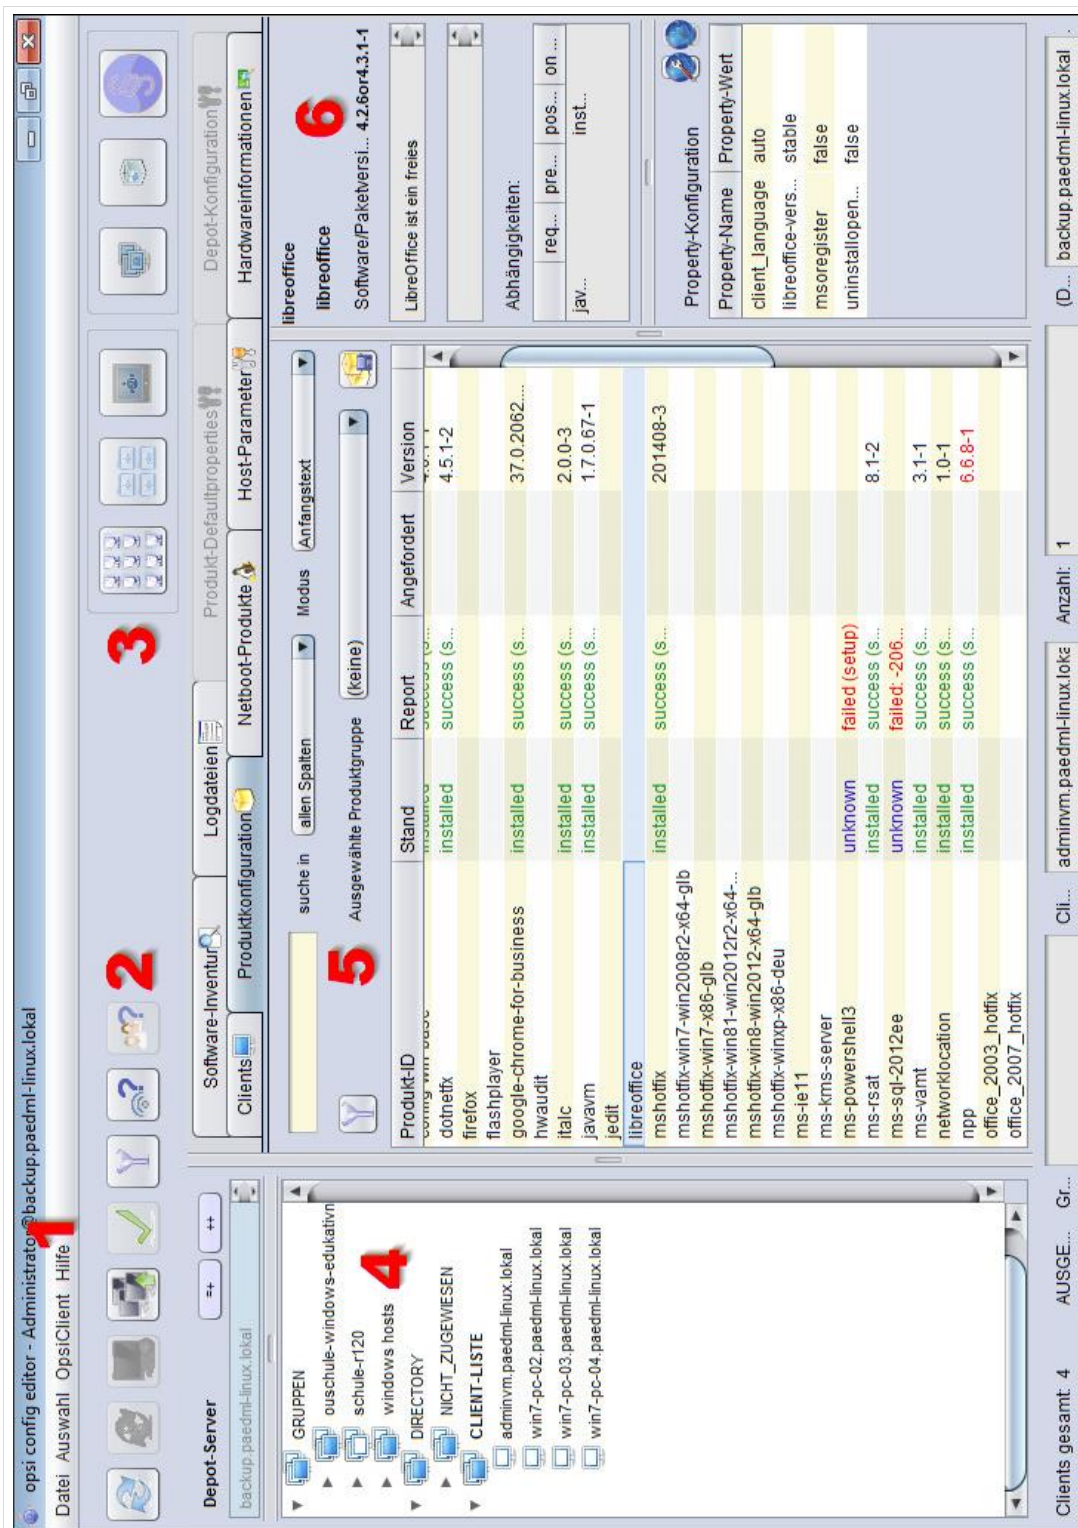 opsi config editor - Administrator@backup.paedml-linux.lokal
Datei Auswahl OpsiClient Hilfe
1
2
3
Depot-Server
=+ ++
backup.paedml-linux.lokal
GRUPPEN
ouschule-windows-edukativn
schule-r120
windows hosts
4
DIRECTORY
NICHT_ZUGEWIESEN
CLIENT-LISTE
adminvm.paedml-linux.lokal
win7-pc-02.paedml-linux.lokal
win7-pc-03.paedml-linux.lokal
win7-pc-04.paedml-linux.lokal
Software-Inventur Logdateien Produkt-Defaultproperties Depot-Konfiguration
Clients Produktkonfiguration Netboot-Produkte Host-Parameter Hardwareinformationen
suche in allen Spalten Modus Anfangstext
5
Ausgewählte Produktgruppe (keine)
Produkt-ID Stand Report Angefordert Version
config-win-base installed success (s...
dotnetfx installed success (s... 4.5.1-2
firefox
flashplayer
google-chrome-for-business installed success (s... 37.0.2062....
hwaudit
italc installed success (s... 2.0.0-3
javavm installed success (s... 1.7.0.67-1
jedit
libreoffice
mshotfix installed success (s... 201408-3
mshotfix-win7-win2008r2-x64-glb
mshotfix-win7-x86-glb
mshotfix-win81-win2012r2-x64-...
mshotfix-win8-win2012-x64-glb
mshotfix-winxp-x86-deu
ms-ie11
ms-kms-server
ms-powershell3 unknown failed (setup)
ms-rsat installed success (s... 8.1-2
ms-sql-2012ee unknown failed: -206...
ms-vamt installed success (s... 3.1-1
networklocation installed success (s... 1.0-1
npp installed success (s... 6.6.8-1
office_2003_hotfix
office_2007_hotfix
libreoffice
libreoffice
6
Software/Paketversi... 4.2.6or4.3.1-1
LibreOffice ist ein freies
Abhängigkeiten:
req... pre... pos... on ...
jav... inst...
Property-Konfiguration
Property-Name Property-Wert
client_language auto
libreoffice-vers... stable
msoregister false
uninstallopen... false
Clients gesamt: 4 AUSGE... Gr... Cli... adminvm.paedml-linux.loka Anzahl: 1 (D... backup.paedml-linux.lokal